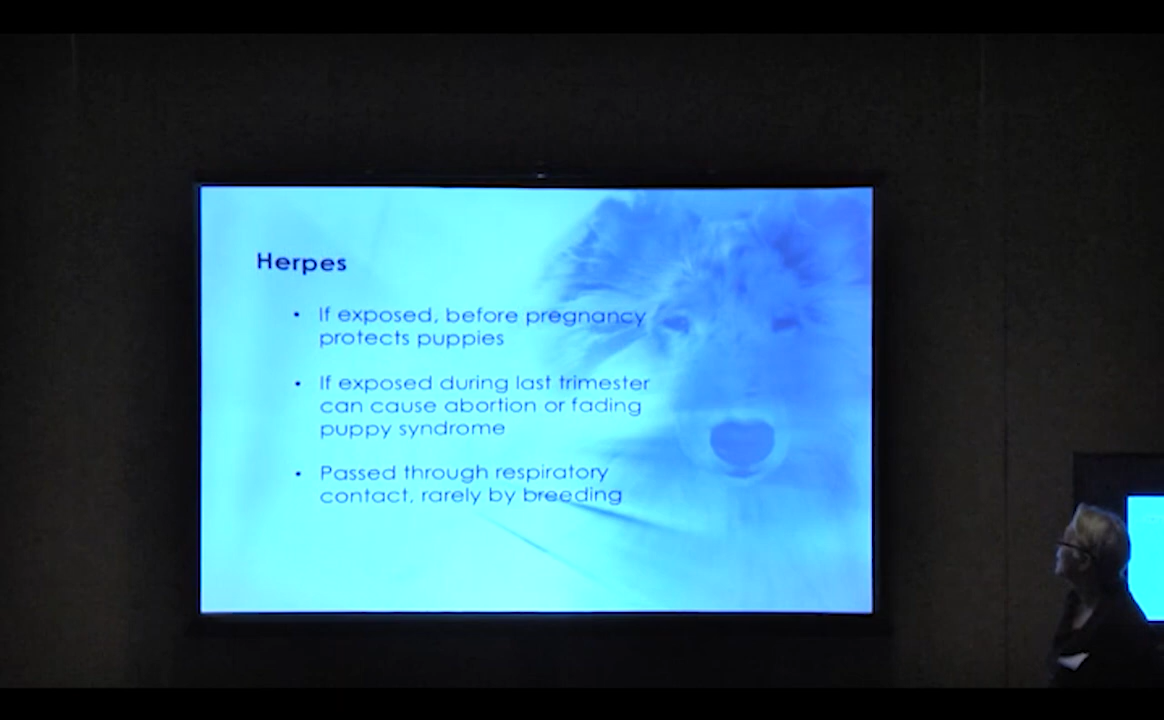 Herpes
• If exposed, before pregnancy
protects puppies
• If exposed during last trimester
can cause abortion or fading
puppy syndrome
• Passed through respiratory
contact, rarely by breeding